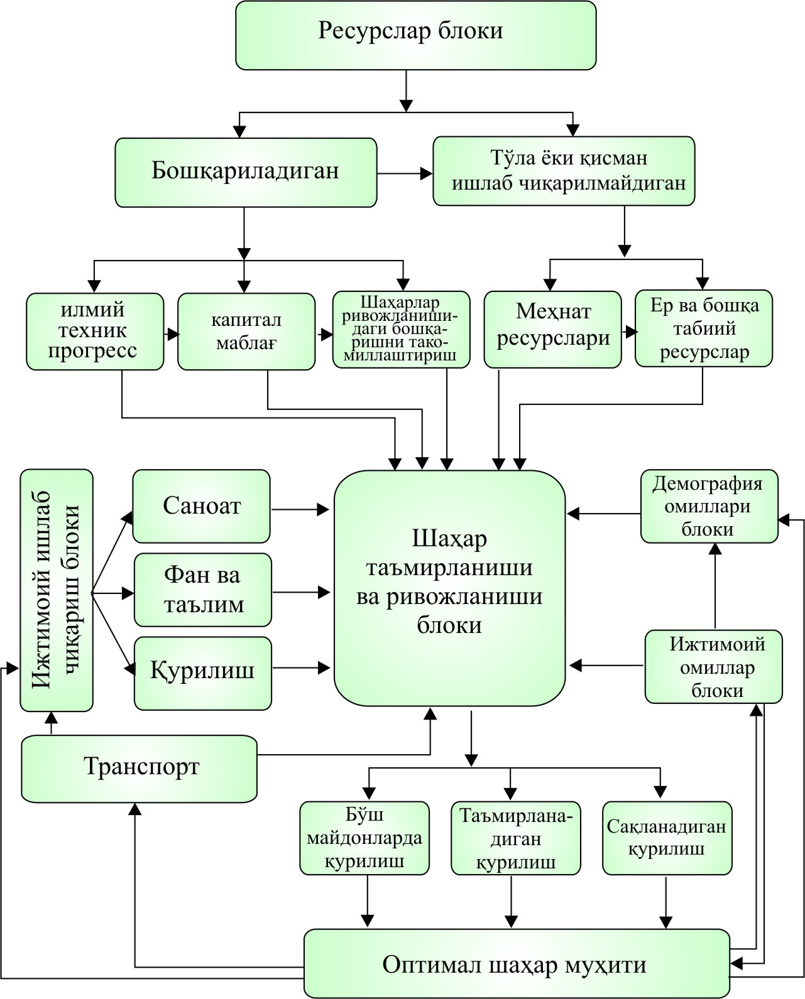 Ресурслар блоки
Бошқариладиган
Тўла ёки қисман
ишлаб чиқарилмайдиган
илмий
техник
прогресс
капитал
маблағ
Шаҳарлар
ривожланиши-
даги бошқа-
ришни тако-
миллаштириш
Меҳнат
ресурслари
Ер ва бошқа
табиий
ресурслар
Ижтимоий ишлаб
чиқариш блоки
Саноат
Фан ва
таълим
Қурилиш
Шаҳар
таъмирланиши
ва ривожланиши
блоки
Демография
омиллари
блоки
Ижтимоий
омиллар
блоки
Транспорт
Бўш
майдонларда
қурилиш
Таъмирлана-
диган
қурилиш
Сақланадиган
қурилиш
Оптимал шаҳар муҳити